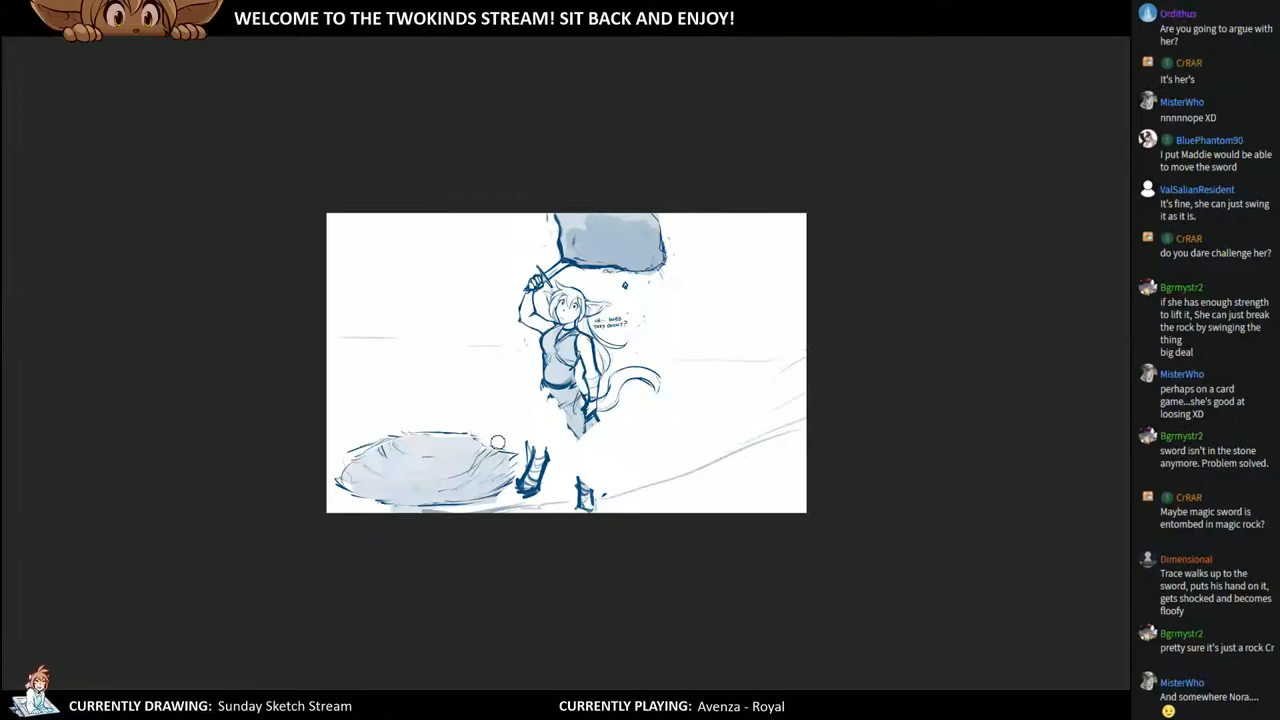 WELCOME TO THE TWOKINDS STREAM! SIT BACK AND ENJOY!
UH... DOES
THIS COUNT?
Ordithus
Are you going to argue with
her?
CrRAR
It's her's
MisterWho
nnnnnope XD
BluePhantom90
I put Maddie would be able
to move the sword
ValSalianResident
It's fine, she can just swing
it as it is.
CrRAR
do you dare challenge her?
Bgrmystr2
if she has enough strength
to lift it, She can just break
the rock by swinging the
thing
big deal
MisterWho
perhaps on a card
game...she's good at
loosing XD
Bgrmystr2
sword isn't in the stone
anymore. Problem solved.
CrRAR
Maybe magic sword is
entombed in magic rock?
Dimensional
Trace walks up to the
sword, puts his hand on it,
gets shocked and becomes
floofy
Bgrmystr2
pretty sure it's just a rock Cr
MisterWho
And somewhere Nora....
CURRENTLY DRAWING: Sunday Sketch Stream
CURRENTLY PLAYING: Avenza - Royal